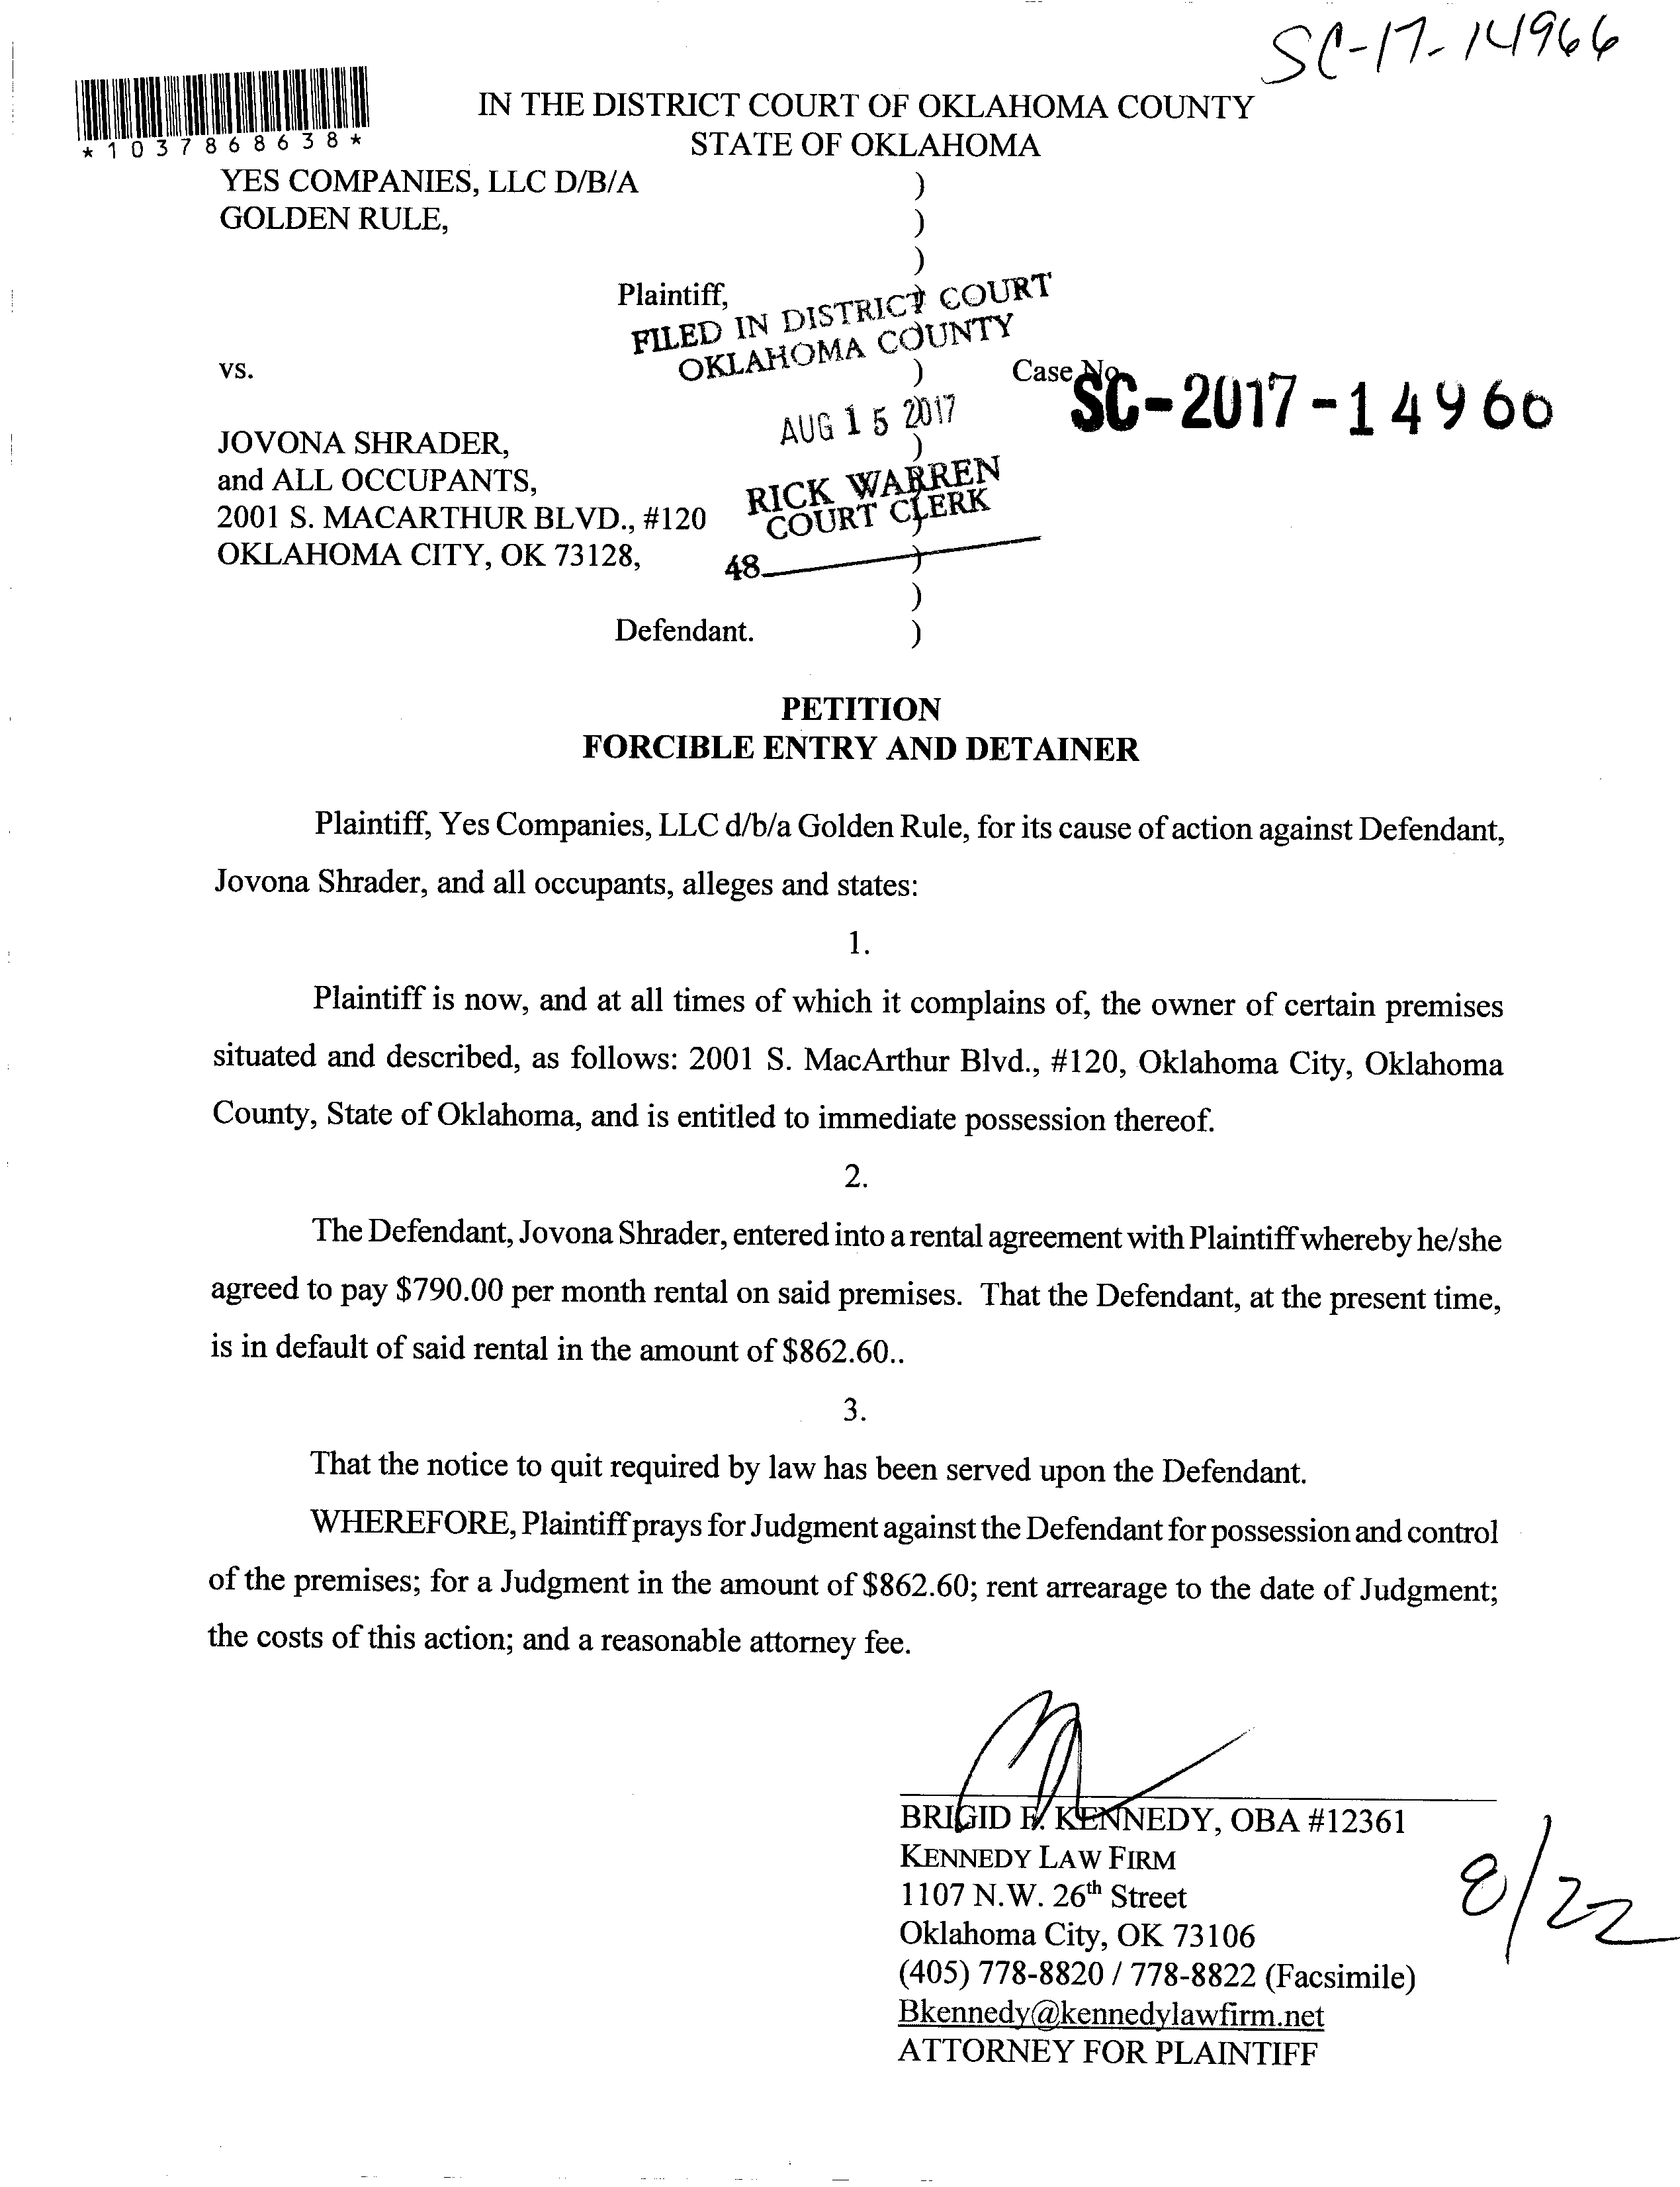 SC-17-14966
*1037868638*
IN THE DISTRICT COURT OF OKLAHOMA COUNTY
STATE OF OKLAHOMA
YES COMPANIES, LLC D/B/A )
GOLDEN RULE, )
)
Plaintiff, )
FILED IN DISTRICT COURT
OKLAHOMA COUNTY
vs. ) Case No.
SC-2017-14960
AUG 15 2017
JOVONA SHRADER, )
and ALL OCCUPANTS,
RICK WARREN
COURT CLERK
2001 S. MACARTHUR BLVD., #120 )
OKLAHOMA CITY, OK 73128, )
48
)
Defendant. )
PETITION
FORCIBLE ENTRY AND DETAINER
Plaintiff, Yes Companies, LLC d/b/a Golden Rule, for its cause of action against Defendant,
Jovona Shrader, and all occupants, alleges and states:
1.
Plaintiff is now, and at all times of which it complains of, the owner of certain premises
situated and described, as follows: 2001 S. MacArthur Blvd., #120, Oklahoma City, Oklahoma
County, State of Oklahoma, and is entitled to immediate possession thereof.
2.
The Defendant, Jovona Shrader, entered into a rental agreement with Plaintiff whereby he/she
agreed to pay $790.00 per month rental on said premises. That the Defendant, at the present time,
is in default of said rental in the amount of $862.60..
3.
That the notice to quit required by law has been served upon the Defendant.
WHEREFORE, Plaintiff prays for Judgment against the Defendant for possession and control
of the premises; for a Judgment in the amount of $862.60; rent arrearage to the date of Judgment;
the costs of this action; and a reasonable attorney fee.
BRIGID F. KENNEDY, OBA #12361
KENNEDY LAW FIRM
1107 N.W. 26th Street
Oklahoma City, OK 73106
(405) 778-8820 / 778-8822 (Facsimile)
Bkennedy@kennedylawfirm.net
ATTORNEY FOR PLAINTIFF
8/22